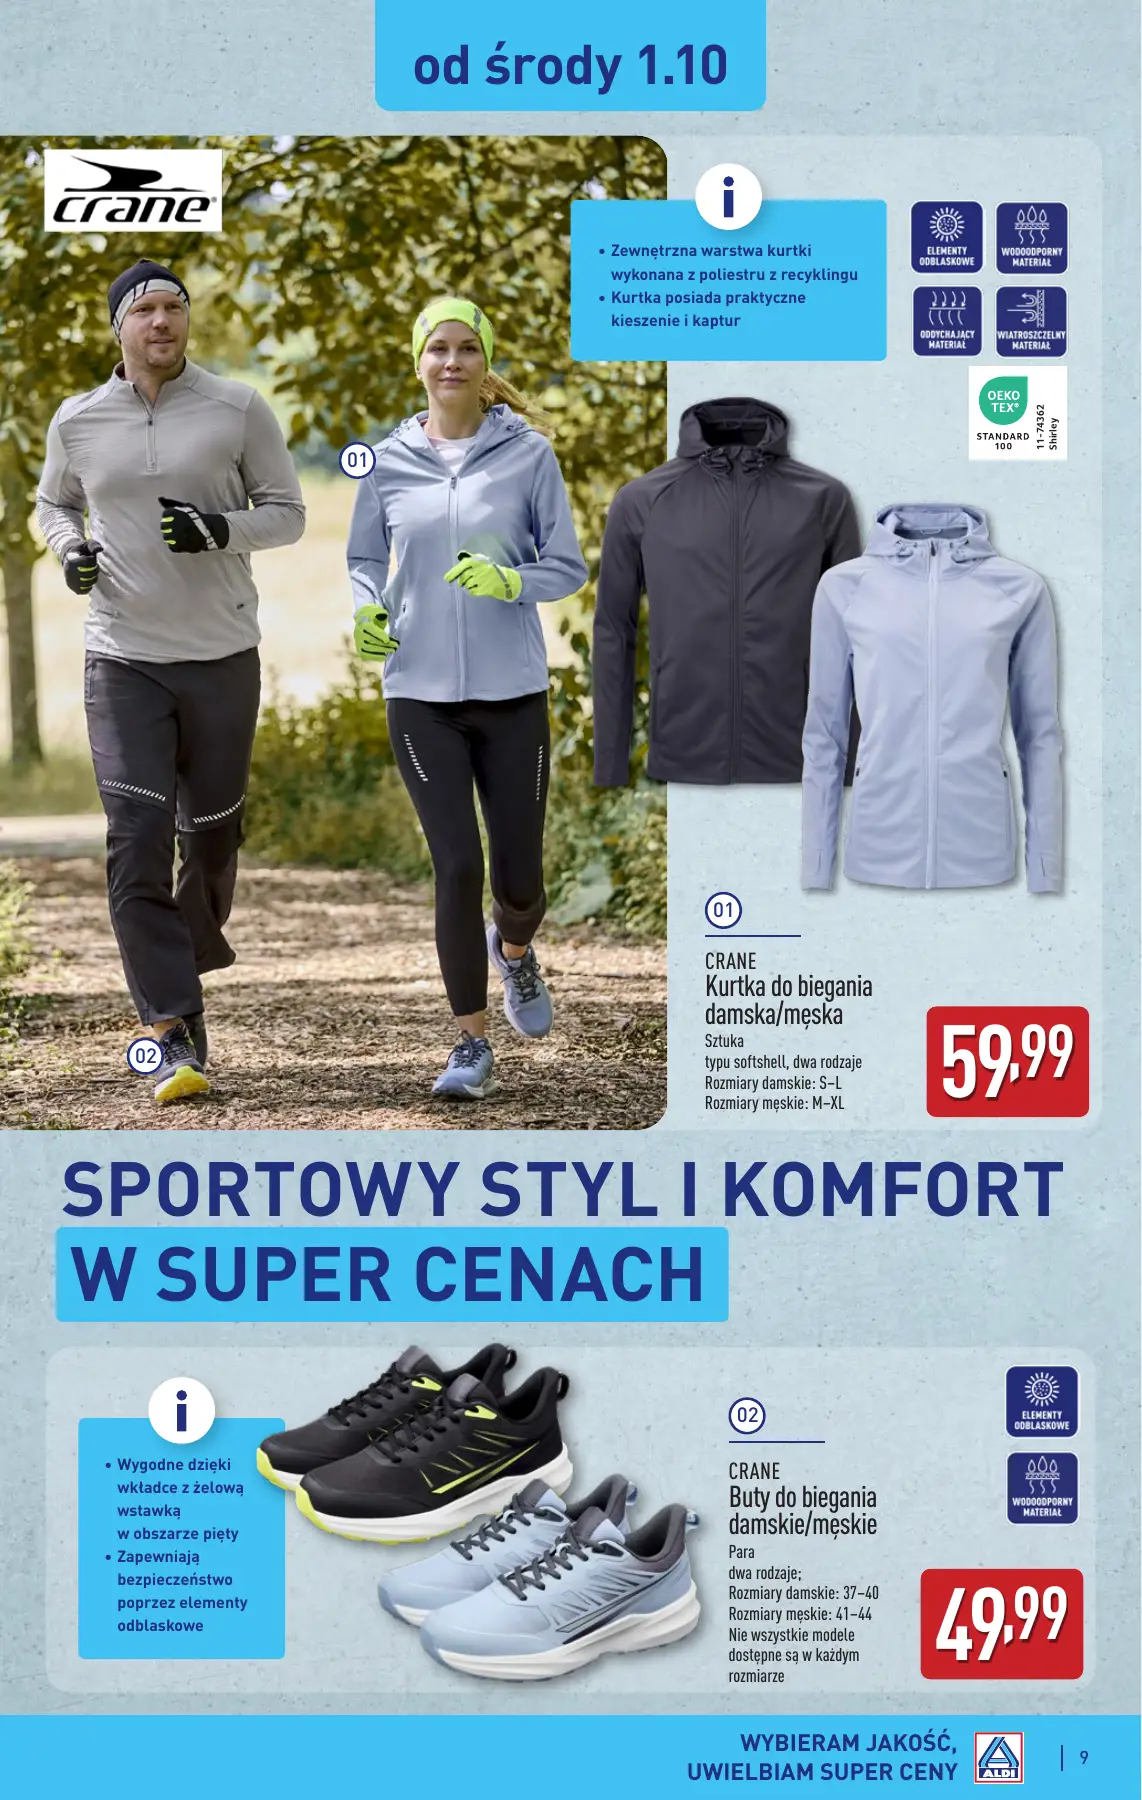 od środy 1.10
crane®
i
• Zewnętrzna warstwa kurtki
wykonana z poliestru z recyklingu
• Kurtka posiada praktyczne
kieszenie i kaptur
ELEMENTY
ODBLASKOWE
WODOODPORNY
MATERIAŁ
ODDYCHAJĄCY
MATERIAŁ
WIATROSZCZELNY
MATERIAŁ
OEKO
TEX®
STANDARD
100
11-74362
Shirley
01
02
01
CRANE
Kurtka do biegania
damska/męska
Sztuka
typu softshell, dwa rodzaje
Rozmiary damskie: S–L
Rozmiary męskie: M–XL
59,99
SPORTOWY STYL I KOMFORT
W SUPER CENACH
i
• Wygodne dzięki
wkładce z żelową
wstawką
w obszarze pięty
• Zapewniają
bezpieczeństwo
poprzez elementy
odblaskowe
02
CRANE
Buty do biegania
damskie/męskie
Para
dwa rodzaje;
Rozmiary damskie: 37–40
Rozmiary męskie: 41–44
Nie wszystkie modele
dostępne są w każdym
rozmiarze
ELEMENTY
ODBLASKOWE
WODOODPORNY
MATERIAŁ
49,99
WYBIERAM JAKOŚĆ,
UWIELBIAM SUPER CENY
ALDI
9